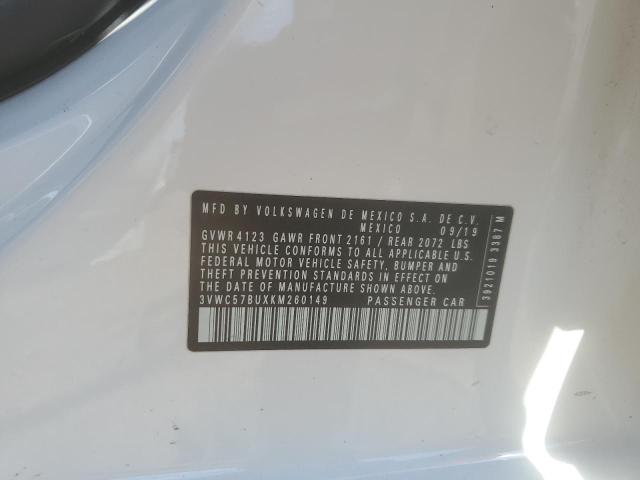 MFD BY VOLKSWAGEN DE MEXICO S.A. DE C.V.
MEXICO 09/19
GVWR 4123 GAWR FRONT 2161 / REAR 2072 LBS
THIS VEHICLE CONFORMS TO ALL APPLICABLE U.S.
FEDERAL MOTOR VEHICLE SAFETY, BUMPER AND
THEFT PREVENTION STANDARDS IN EFFECT ON
THE DATE OF MANUFACTURE SHOWN ABOVE.
3VWC57BUXKM260149 PASSENGER CAR
3921019 3387 M